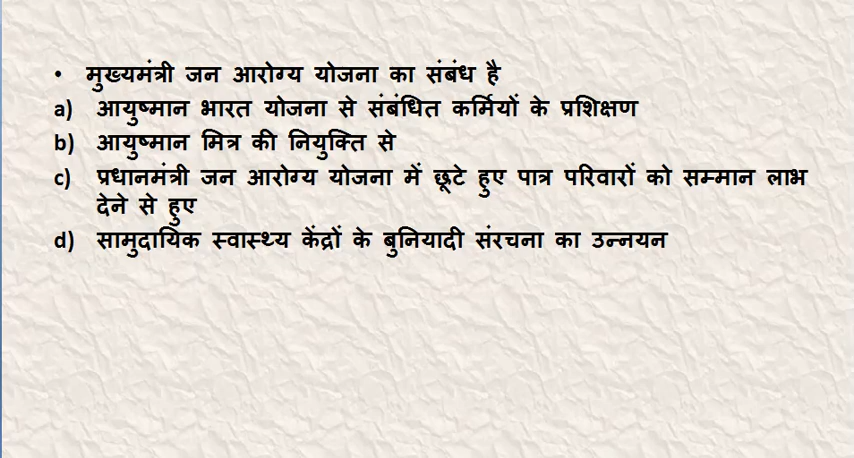 • मुख्यमंत्री जन आरोग्य योजना का संबंध है
a) आयुष्मान भारत योजना से संबंधित कर्मियों के प्रशिक्षण
b) आयुष्मान मित्र की नियुक्ति से
c) प्रधानमंत्री जन आरोग्य योजना में छूटे हुए पात्र परिवारों को सम्मान लाभ
देने से हुए
d) सामुदायिक स्वास्थ्य केंद्रों के बुनियादी संरचना का उन्नयन